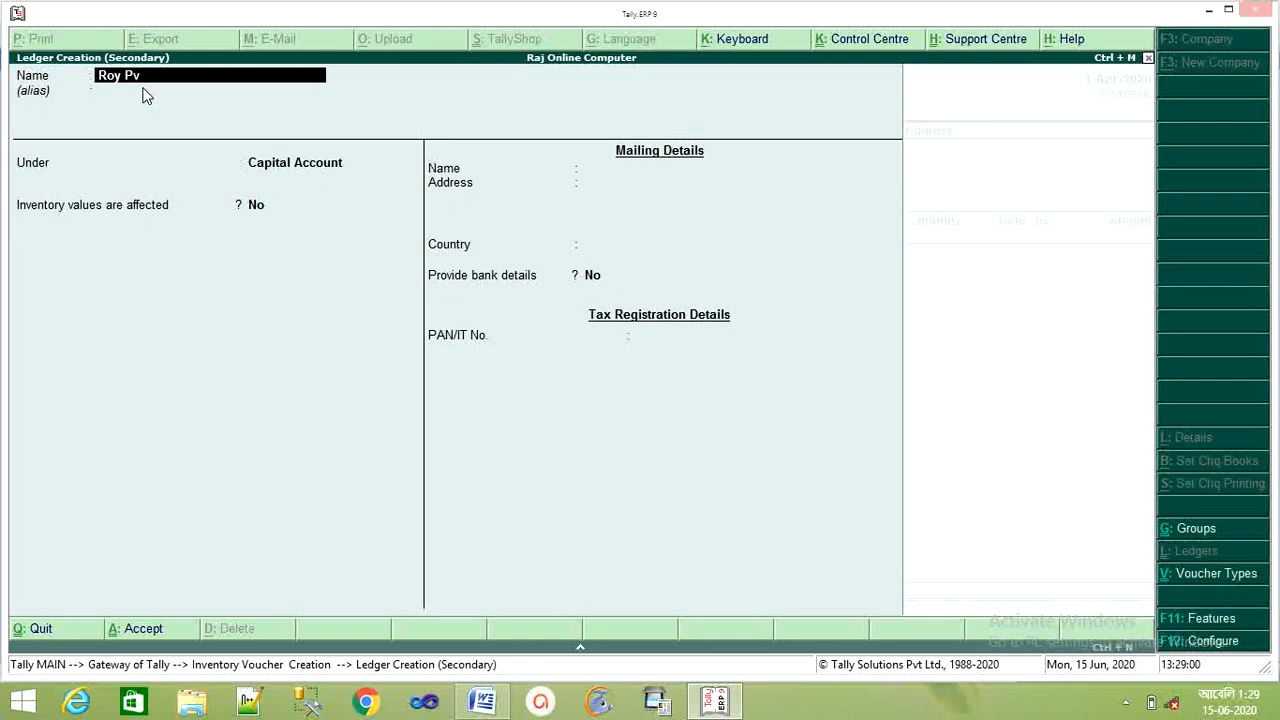 Tally.ERP 9
P: Print E: Export M: E-Mail O: Upload S: TallyShop G: Language K: Keyboard K: Control Centre H: Support Centre H: Help F3: Company
Ledger Creation (Secondary) Raj Online Computer Ctrl + M
F3: New Company
Name : Roy Pv
(alias) :
1-Apr-2020
Under : Capital Account
Inventory values are affected ? No
Mailing Details
Name :
Address :
Country :
Provide bank details ? No
Tax Registration Details
PAN/IT No. :
L: Details
B: Set Chq Books
S: Set Chq Printing
G: Groups
L: Ledgers
V: Voucher Types
F11: Features
F12: Configure
Activate Windows
Q: Quit A: Accept D: Delete
Ctrl + N
Tally MAIN --> Gateway of Tally --> Inventory Voucher Creation --> Ledger Creation (Secondary) © Tally Solutions Pvt Ltd., 1988-2020 Mon, 15 Jun, 2020 13:29:00
আবেলি 1:29
15-06-2020